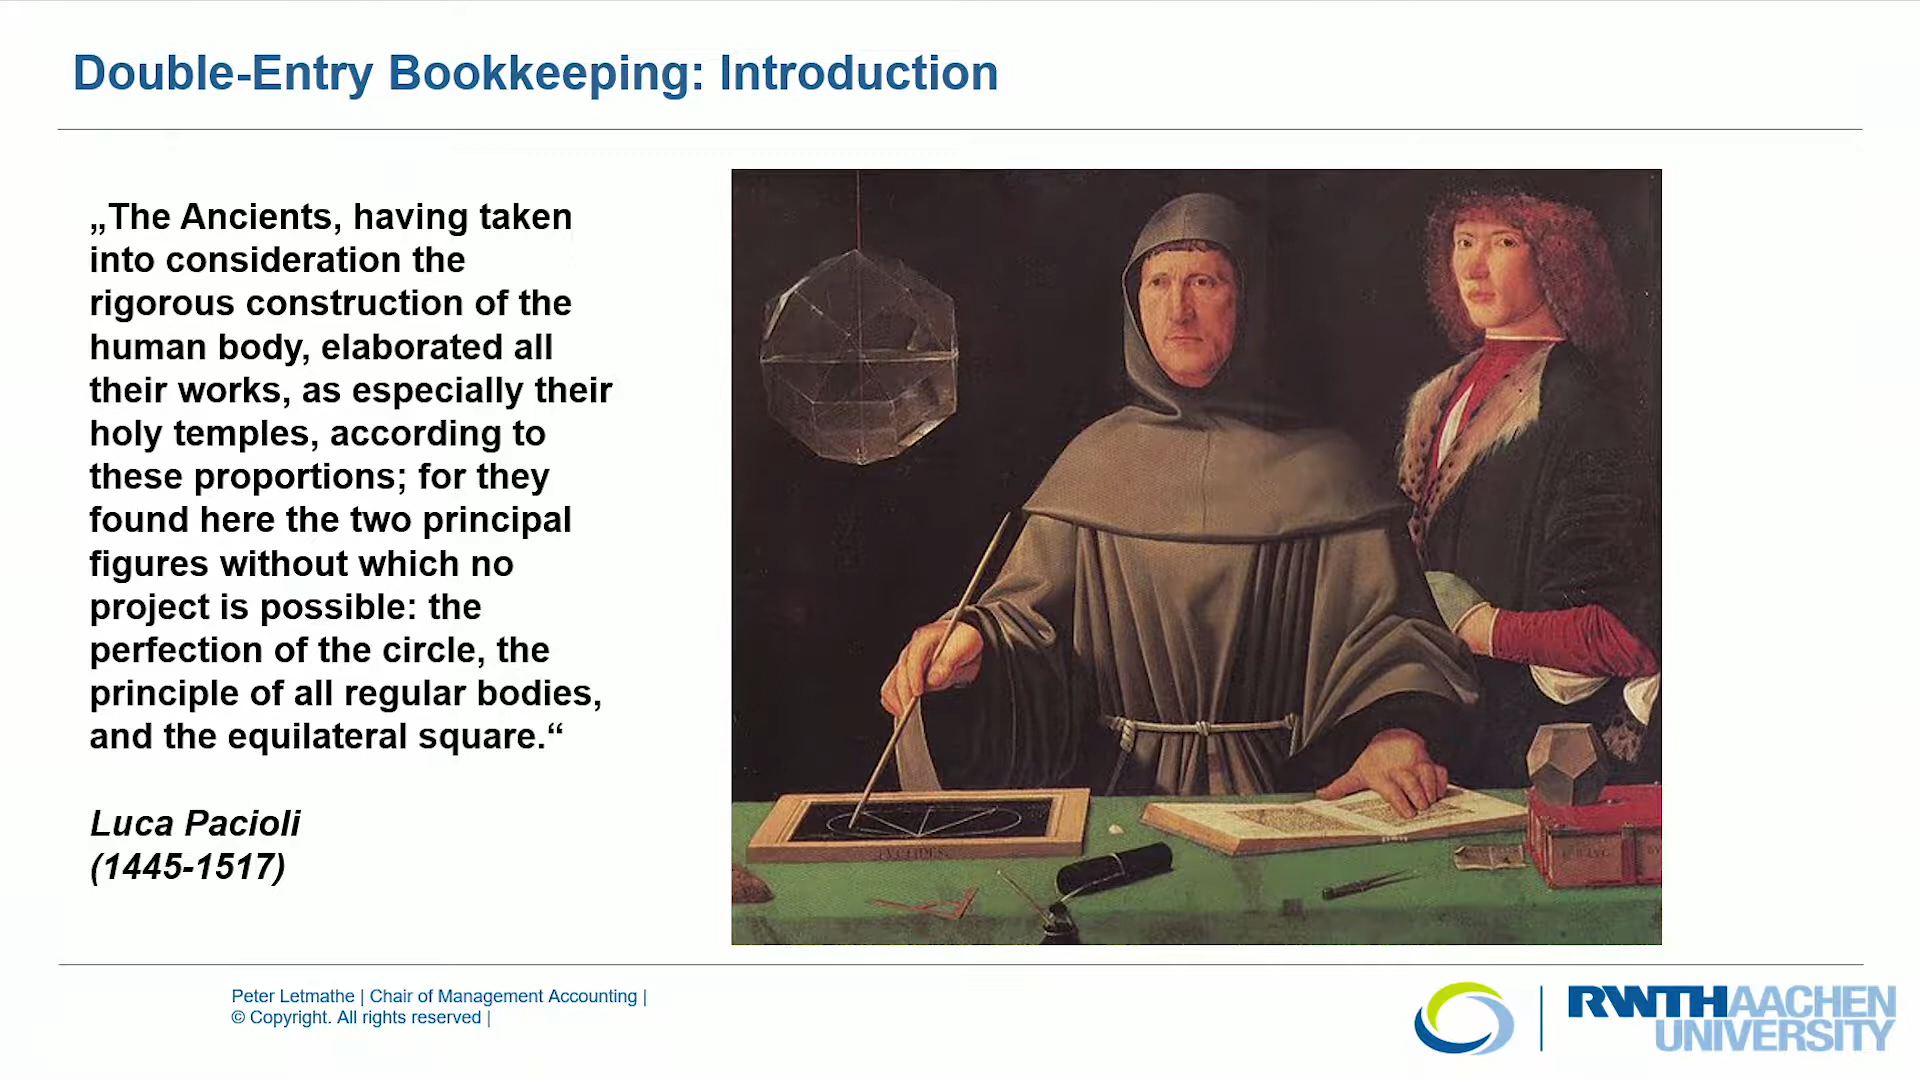 Double-Entry Bookkeeping: Introduction
„The Ancients, having taken
into consideration the
rigorous construction of the
human body, elaborated all
their works, as especially their
holy temples, according to
these proportions; for they
found here the two principal
figures without which no
project is possible: the
perfection of the circle, the
principle of all regular bodies,
and the equilateral square.“
Luca Pacioli
(1445-1517)
Peter Letmathe | Chair of Management Accounting |
© Copyright. All rights reserved |
RWTHAACHEN
UNIVERSITY